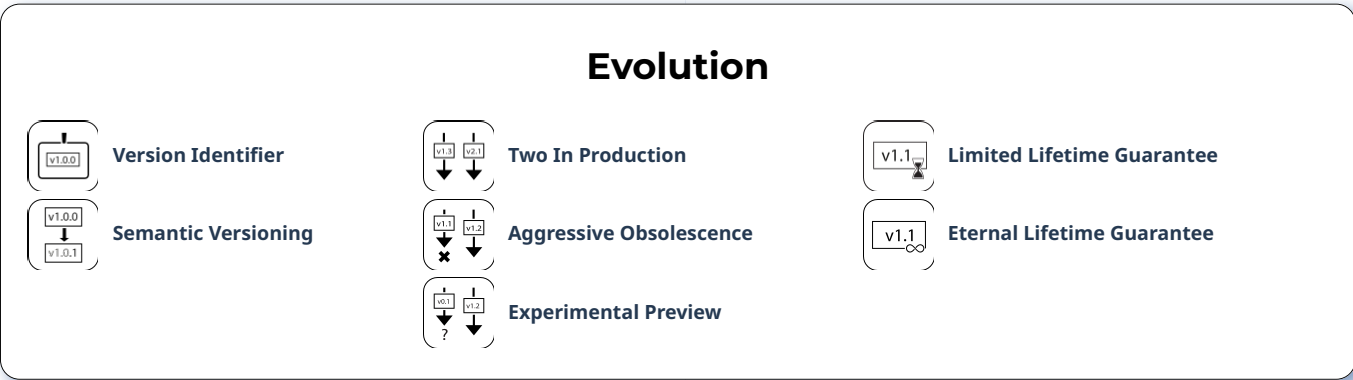 Evolution
v1.0.0
Version Identifier
v1.3 v2.1
Two In Production
v1.1
Limited Lifetime Guarantee
v1.0.0
v1.0.1
Semantic Versioning
v1.1 v1.2
Aggressive Obsolescence
v1.1
∞
Eternal Lifetime Guarantee
v0.1 v1.2
?
Experimental Preview